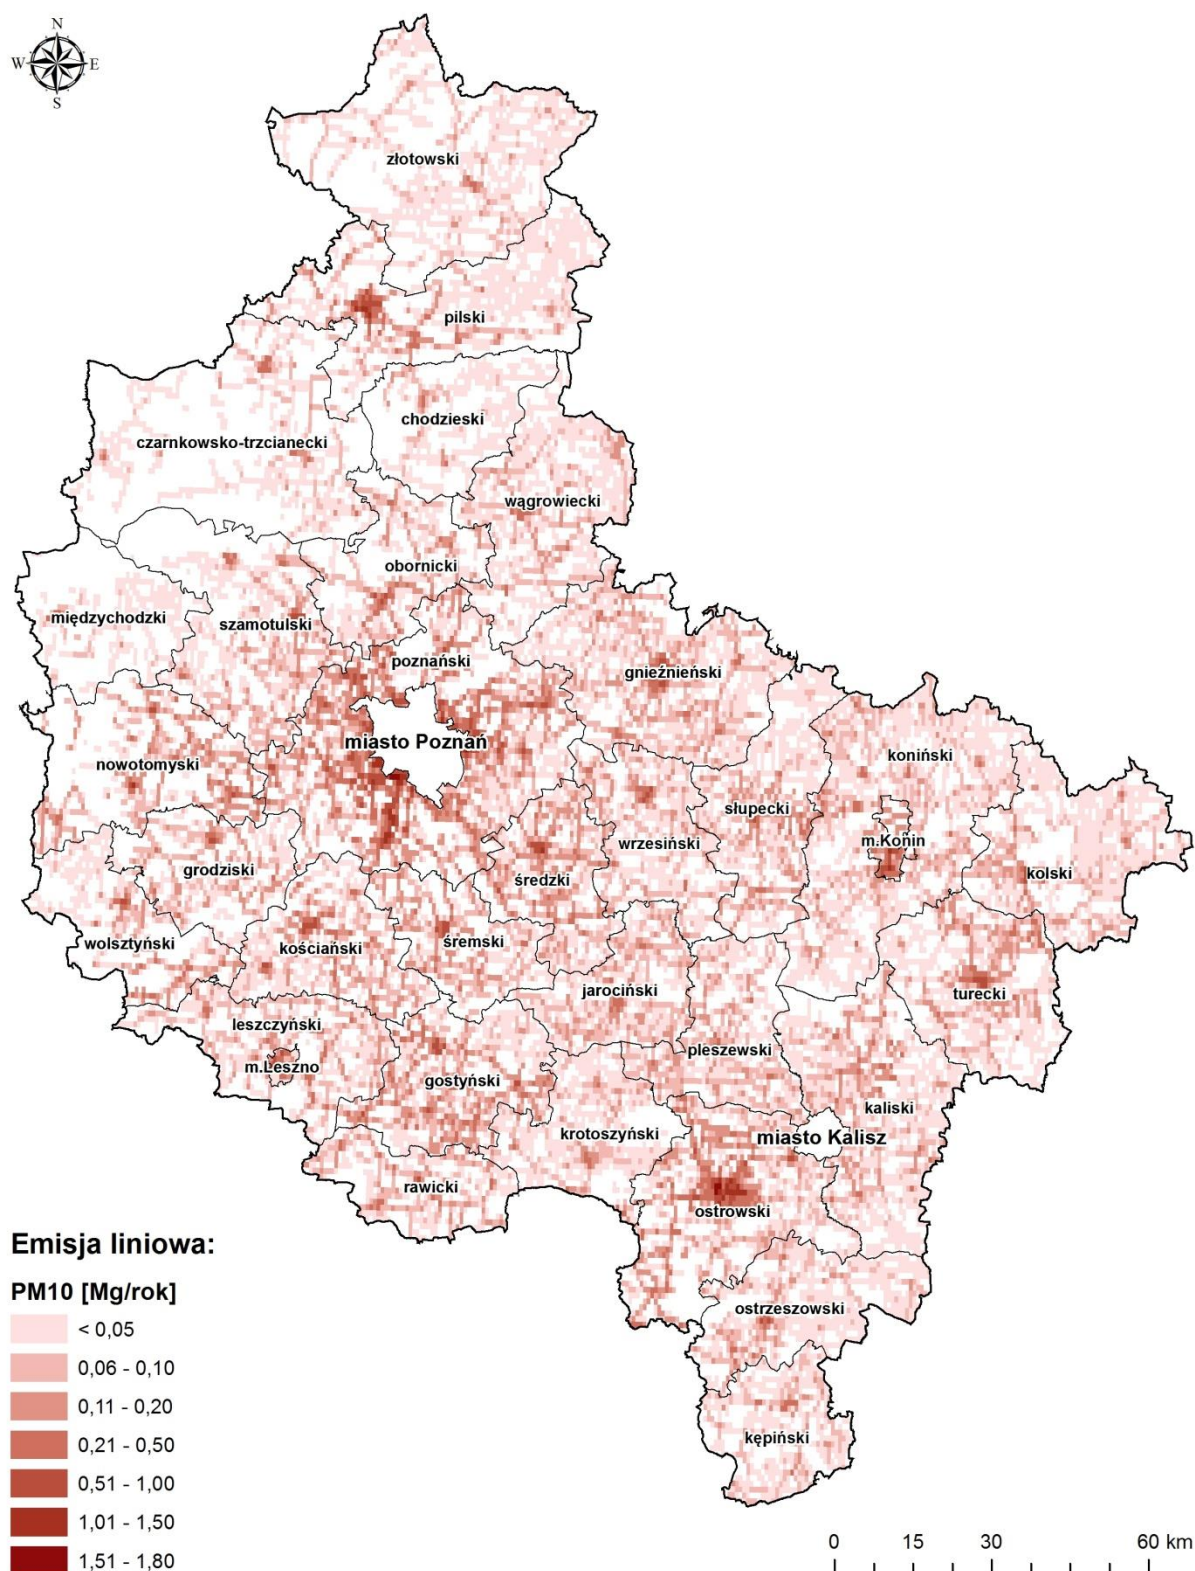 N
W E
S
złotowski
pilski
chodzieski
czarnkowsko-trzcianecki
wągrowiecki
obornicki
międzychodzki
szamotulski
poznański
gnieźnieński
miasto Poznań
koniński
nowotomyski
słupecki
m.Konin
wrzesiński
grodziski
średzki
kolski
wolsztyński
kościański
śremski
jarociński
turecki
leszczyński
pleszewski
m.Leszno
gostyński
kaliski
krotoszyński
miasto Kalisz
rawicki
ostrowski
ostrzeszowski
kępiński
Emisja liniowa:
PM10 [Mg/rok]
< 0,05
0,06 - 0,10
0,11 - 0,20
0,21 - 0,50
0,51 - 1,00
1,01 - 1,50
1,51 - 1,80
0 15 30 60 km